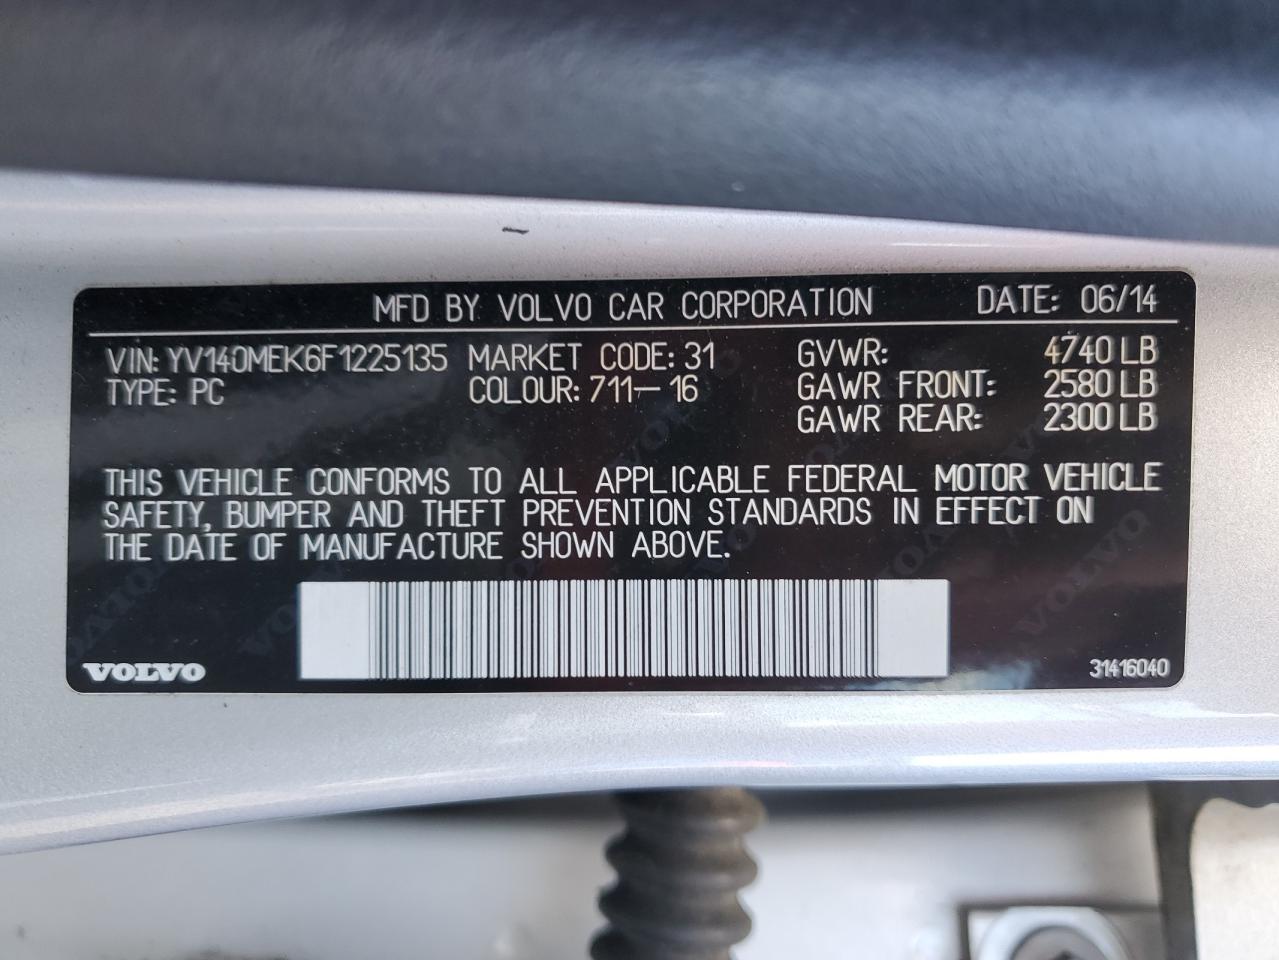 MFD BY VOLVO CAR CORPORATION DATE: 06/14
VIN: YV140MEK6F1225135 MARKET CODE: 31 GVWR: 4740 LB
TYPE: PC COLOUR: 711-16 GAWR FRONT: 2580 LB
GAWR REAR: 2300 LB
THIS VEHICLE CONFORMS TO ALL APPLICABLE FEDERAL MOTOR VEHICLE
SAFETY, BUMPER AND THEFT PREVENTION STANDARDS IN EFFECT ON
THE DATE OF MANUFACTURE SHOWN ABOVE.
VOLVO 31416040